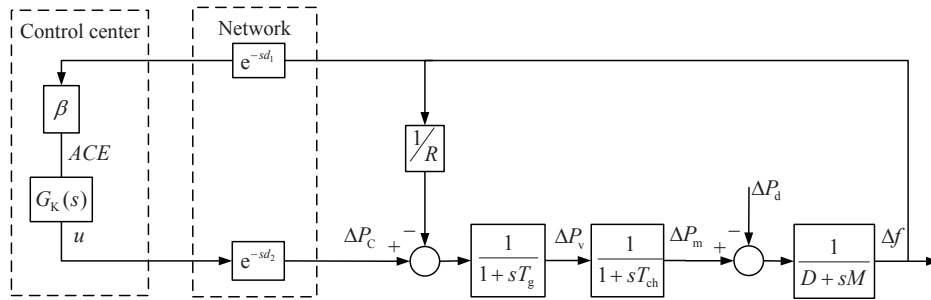 Control center
Network
e^{-sd_1}
β
1/R
ACE
G_K(s)
u
e^{-sd_2}
ΔP_C
+
−
1
1+sT_g
ΔP_v
1
1+sT_ch
ΔP_m
ΔP_d
+
−
1
D+sM
Δf